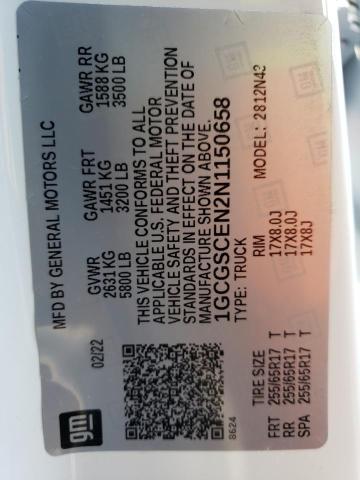 gm
MFD BY GENERAL MOTORS LLC
02/22
GVWR GAWR FRT GAWR RR
2631 KG 1451 KG 1588 KG
5800 LB 3200 LB 3500 LB
THIS VEHICLE CONFORMS TO ALL
APPLICABLE U.S. FEDERAL MOTOR
VEHICLE SAFETY AND THEFT PREVENTION
STANDARDS IN EFFECT ON THE DATE OF
MANUFACTURE SHOWN ABOVE.
1GCGSCEN2N1150658
TYPE: TRUCK MODEL: 2812N43
8624
TIRE SIZE RIM
FRT 255/65R17 T 17X8.0J
RR 255/65R17 T 17X8.0J
SPA 255/65R17 T 17X8J